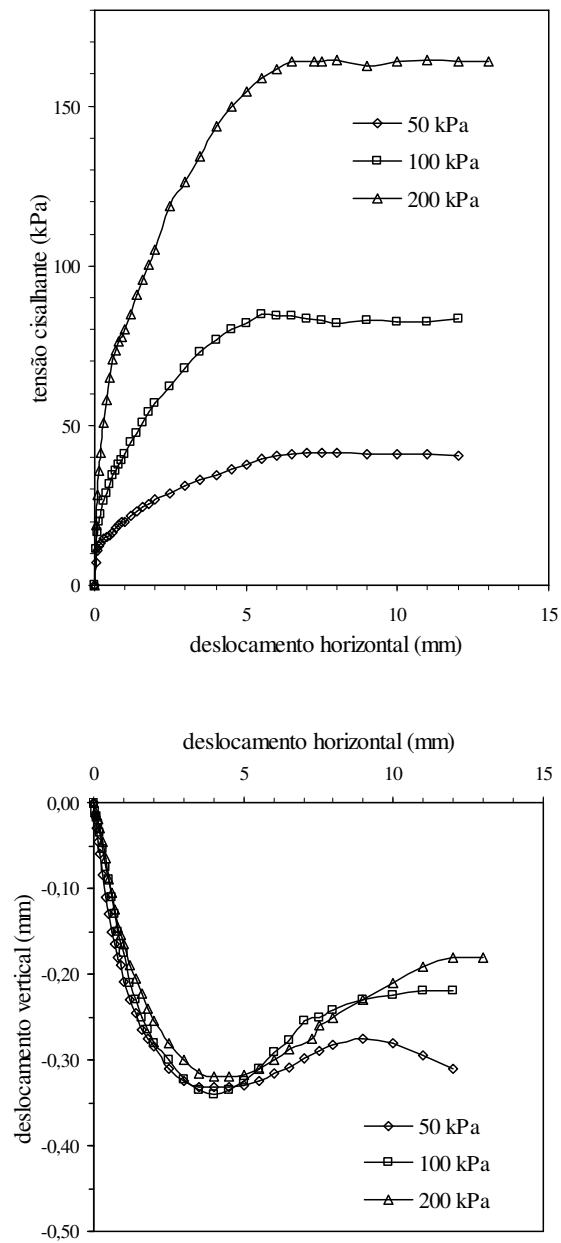 150
100
50
0
tensão cisalhante (kPa)
50 kPa
100 kPa
200 kPa
0
5
10
15
deslocamento horizontal (mm)
deslocamento horizontal (mm)
0
5
10
15
0,00
-0,10
-0,20
-0,30
-0,40
-0,50
deslocamento vertical (mm)
50 kPa
100 kPa
200 kPa